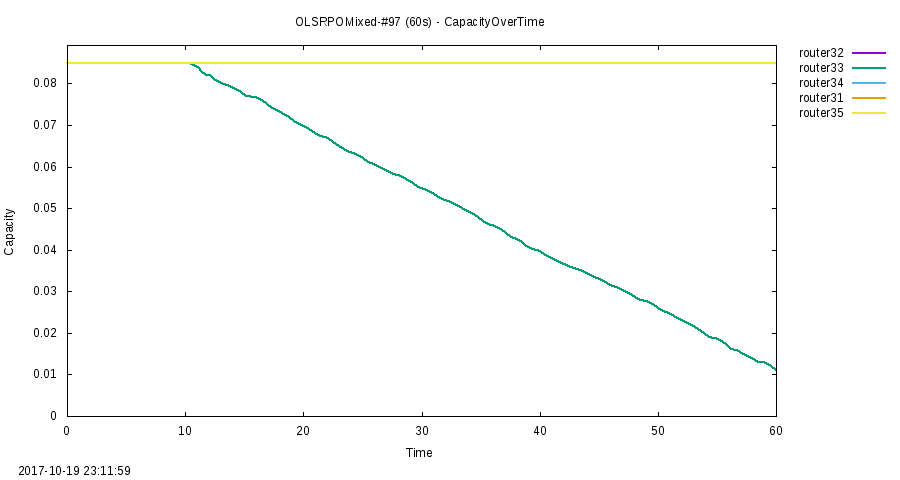 OLSRPOMixed-#97 (60s) - CapacityOverTime
router32
router33
router34
router31
router35
0.08
0.07
0.06
0.05
0.04
0.03
0.02
0.01
0
Capacity
0 10 20 30 40 50 60
Time
2017-10-19 23:11:59